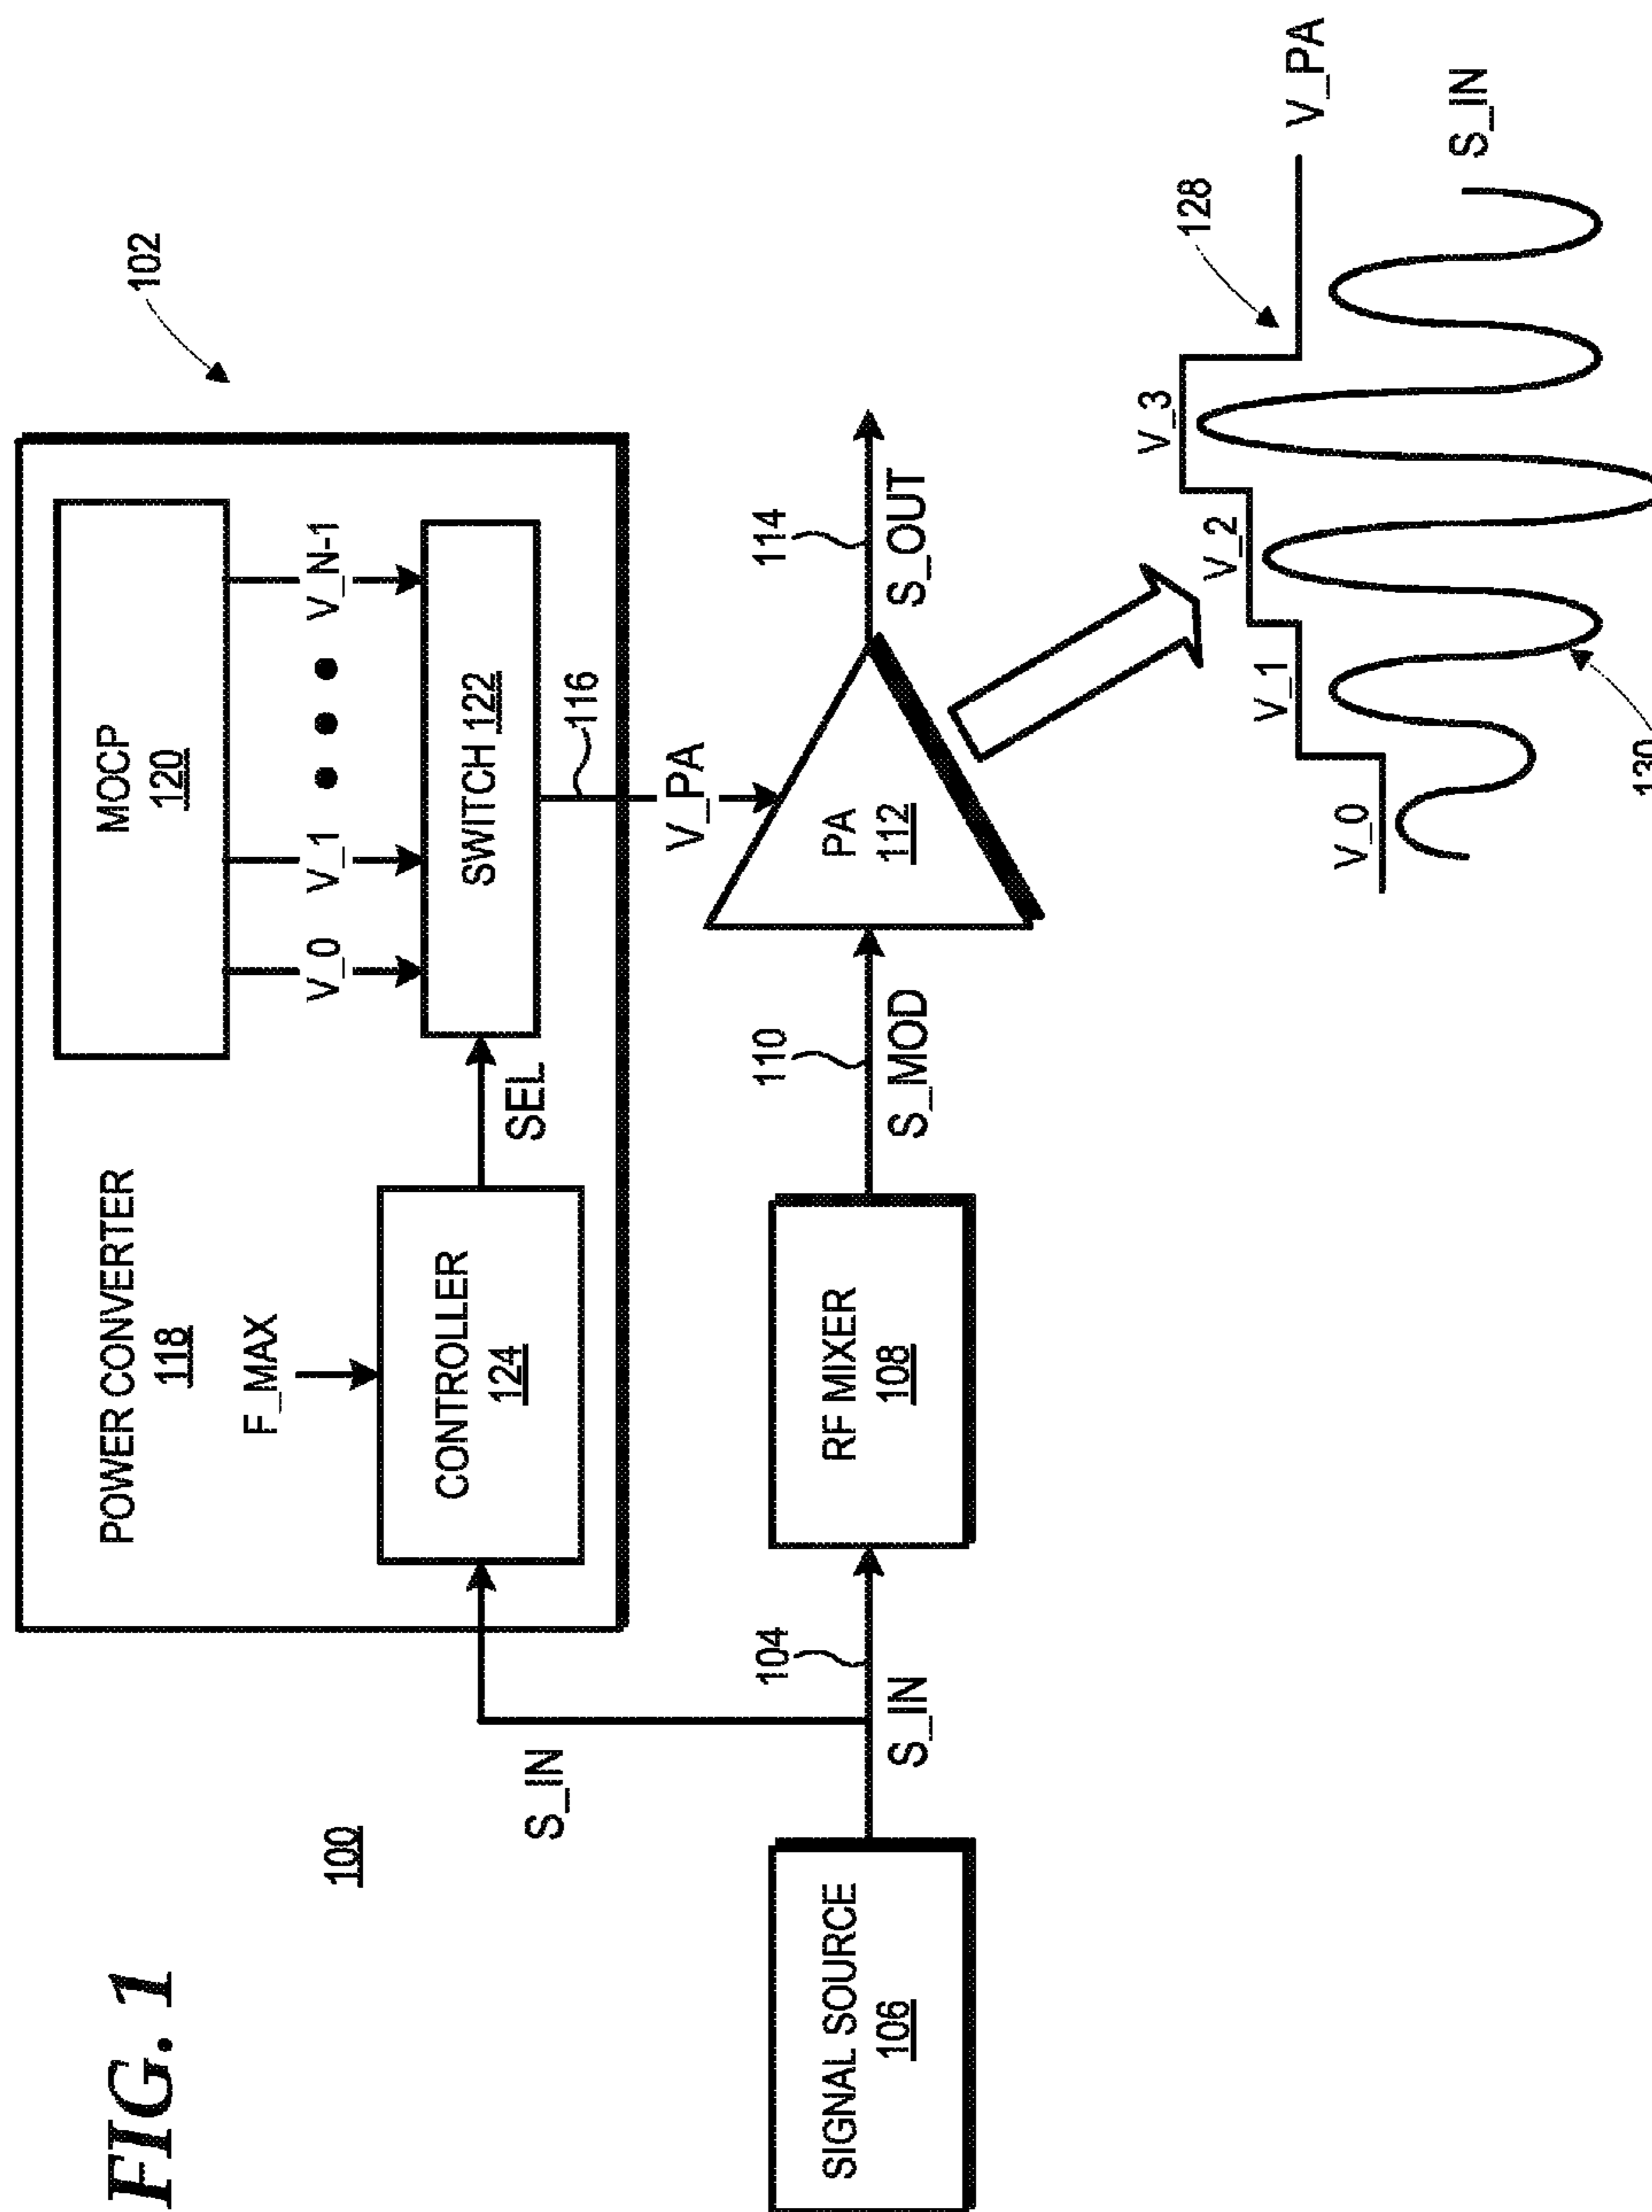 FIG. 1
100
102
POWER CONVERTER
118
F_MAX
CONTROLLER
124
SEL
MOCP
120
V_0
V_1
V_N-1
SWITCH 122
116
V_PA
S_IN
SIGNAL SOURCE
106
104
S_IN
RF MIXER
108
110
S_MOD
PA
112
114
S_OUT
V_0
V_1
V_2
V_3
128
V_PA
S_IN
130